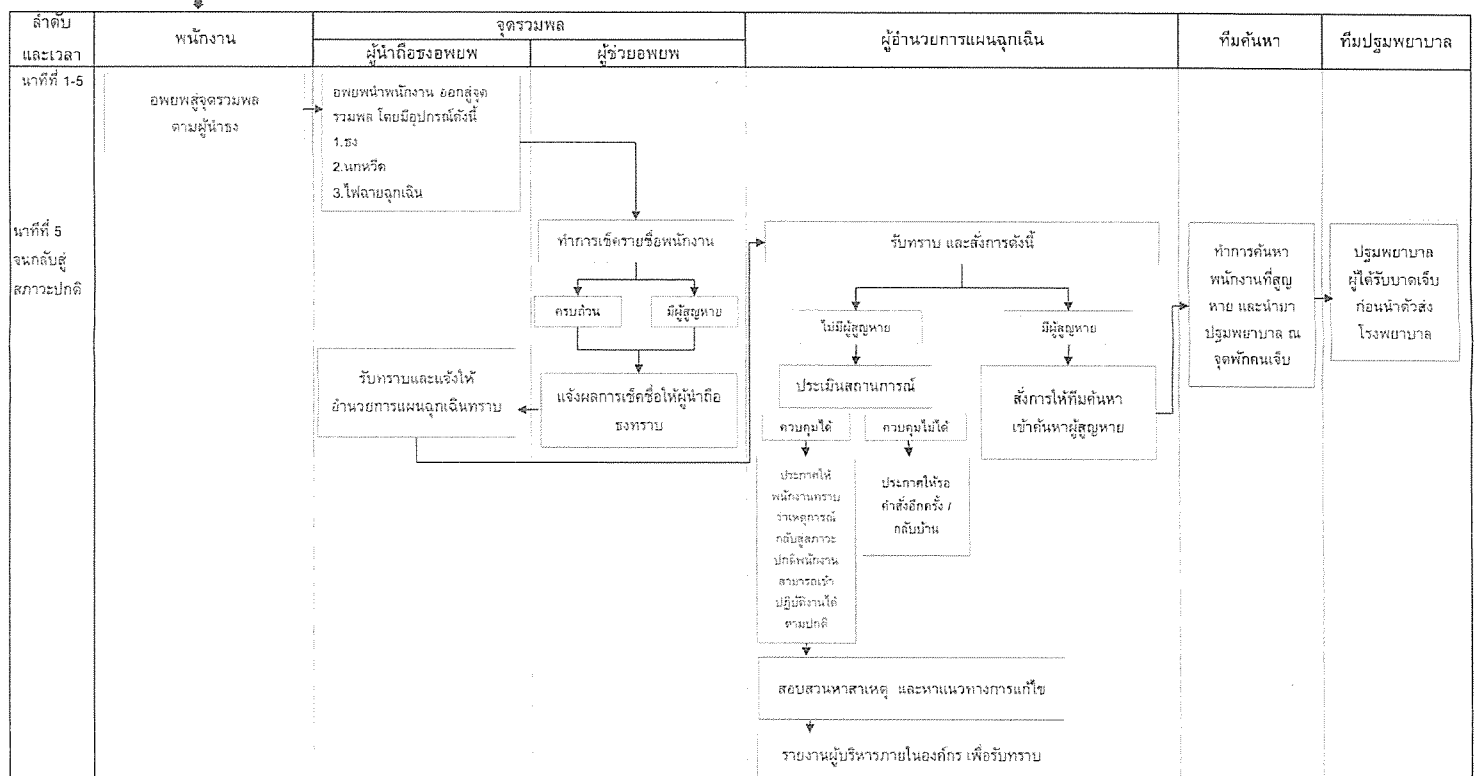 ลำดับ
และเวลา
พนักงาน
จุดรวมพล
ผู้นำถือธงอพยพ
ผู้ช่วยอพยพ
ผู้อำนวยการแผนฉุกเฉิน
ทีมค้นหา
ทีมปฐมพยาบาล
นาทีที่ 1-5
อพยพสู่จุดรวมพล
ตามผู้นำธง
อพยพนำพนักงาน ออกสู่จุด
รวมพล โดยมีอุปกรณ์ดังนี้
1.ธง
2.นกหวีด
3.ไฟฉายฉุกเฉิน
นาทีที่ 5
จนกลับสู่
สภาวะปกติ
ทำการเช็ครายชื่อพนักงาน
ครบถ้วน
มีผู้สูญหาย
แจ้งผลการเช็คชื่อให้ผู้นำถือ
ธงทราบ
รับทราบและแจ้งให้
อำนวยการแผนฉุกเฉินทราบ
รับทราบ และสั่งการดังนี้
ไม่มีผู้สูญหาย
มีผู้สูญหาย
ประเมินสถานการณ์
ควบคุมได้
ควบคุมไม่ได้
ประกาศให้
พนักงานทราบ
ว่าเหตุการณ์
กลับสู่สภาวะ
ปกติพนักงาน
สามารถเข้า
ปฏิบัติงานได้
ตามปกติ
ประกาศให้รอ
คำสั่งอีกครั้ง /
กลับบ้าน
สั่งการให้ทีมค้นหา
เข้าค้นหาผู้สูญหาย
ทำการค้นหา
พนักงานที่สูญ
หาย และนำมา
ปฐมพยาบาล ณ
จุดพักคนเจ็บ
ปฐมพยาบาล
ผู้ได้รับบาดเจ็บ
ก่อนนำตัวส่ง
โรงพยาบาล
สอบสวนหาสาเหตุ และหาแนวทางการแก้ไข
รายงานผู้บริหารภายในองค์กร เพื่อรับทราบ